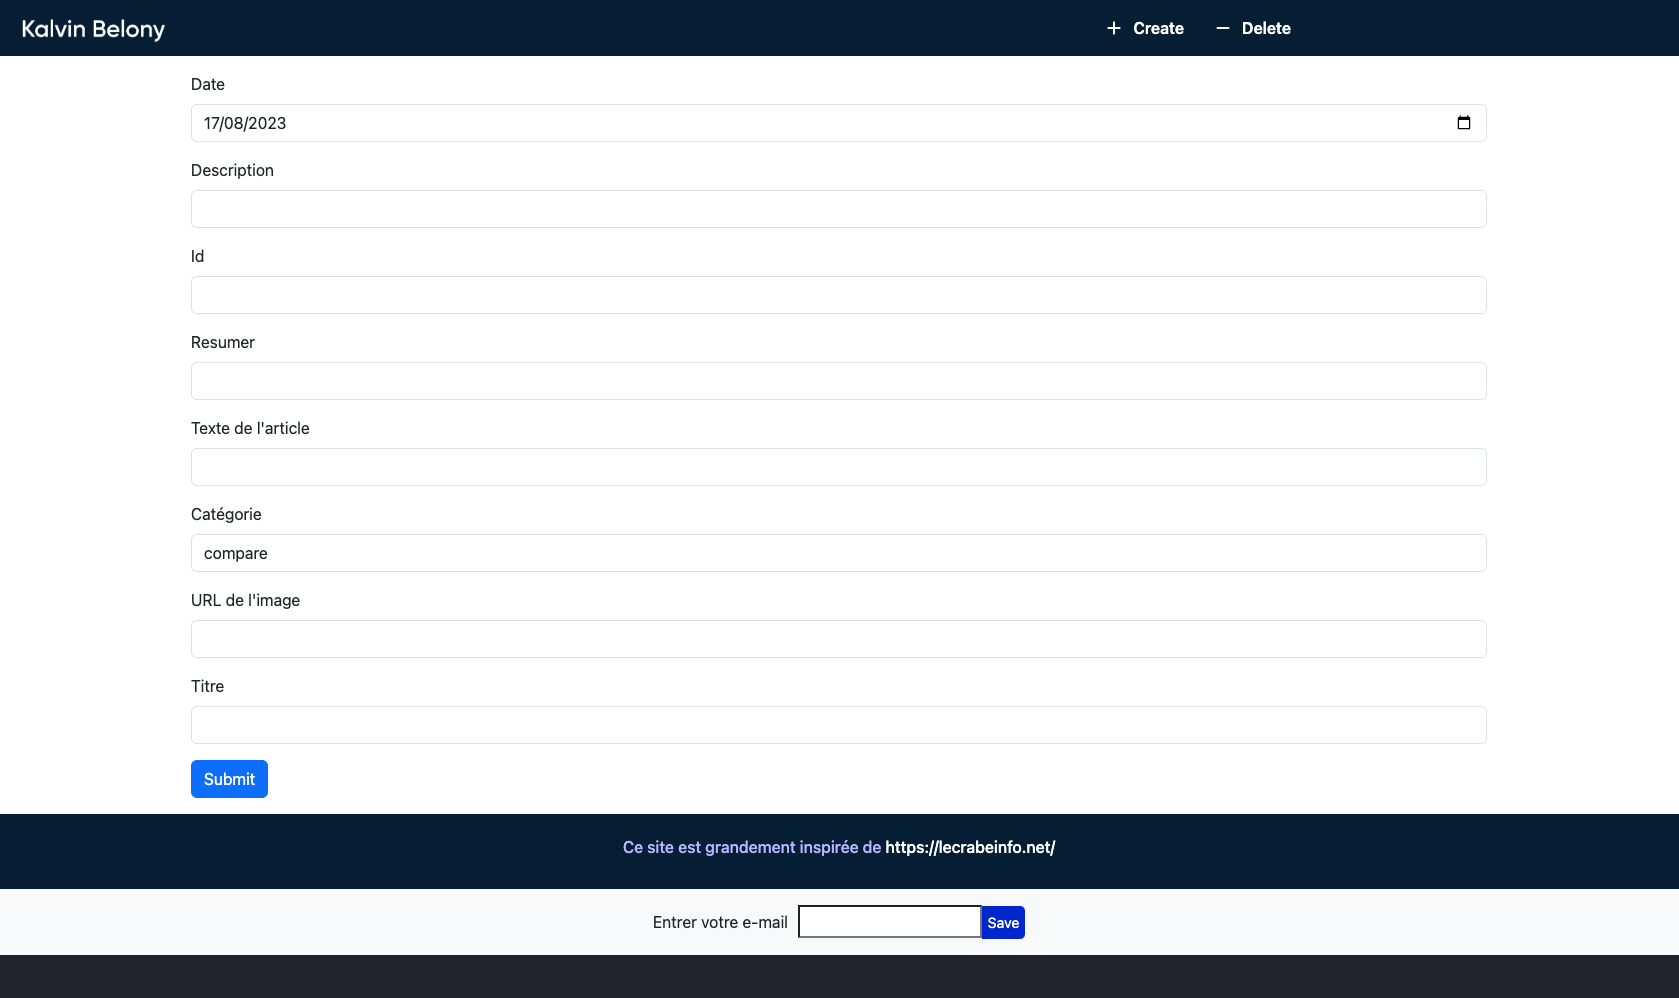 Kalvin Belony
+ Create
− Delete
Date
17/08/2023
Description
Id
Resumer
Texte de l'article
Catégorie
compare
URL de l'image
Titre
Submit
Ce site est grandement inspirée de https://lecrabeinfo.net/
Entrer votre e-mail
Save